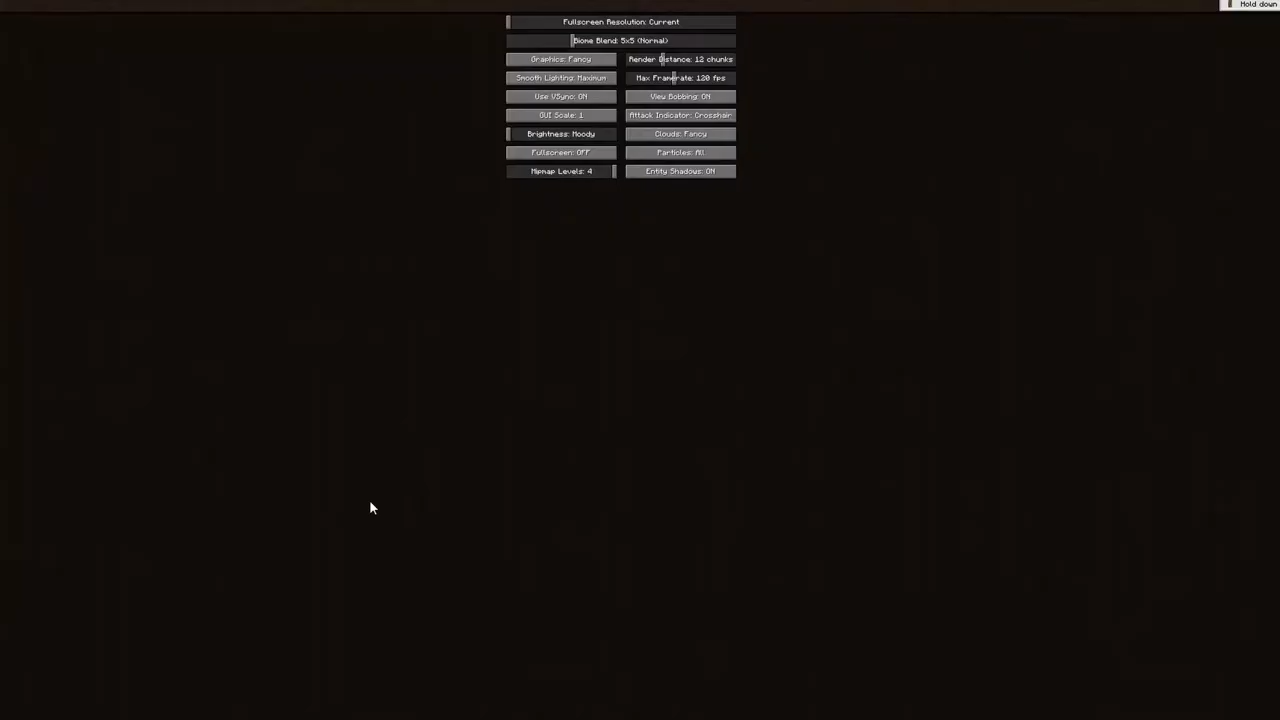 Hold down
Fullscreen Resolution: Current
Biome Blend: 5x5 (Normal)
Graphics: Fancy
Render Distance: 12 chunks
Smooth Lighting: Maximum
Max Framerate: 120 fps
Use VSync: ON
View Bobbing: ON
GUI Scale: 1
Attack Indicator: Crosshair
Brightness: Moody
Clouds: Fancy
Fullscreen: OFF
Particles: All
Mipmap Levels: 4
Entity Shadows: ON